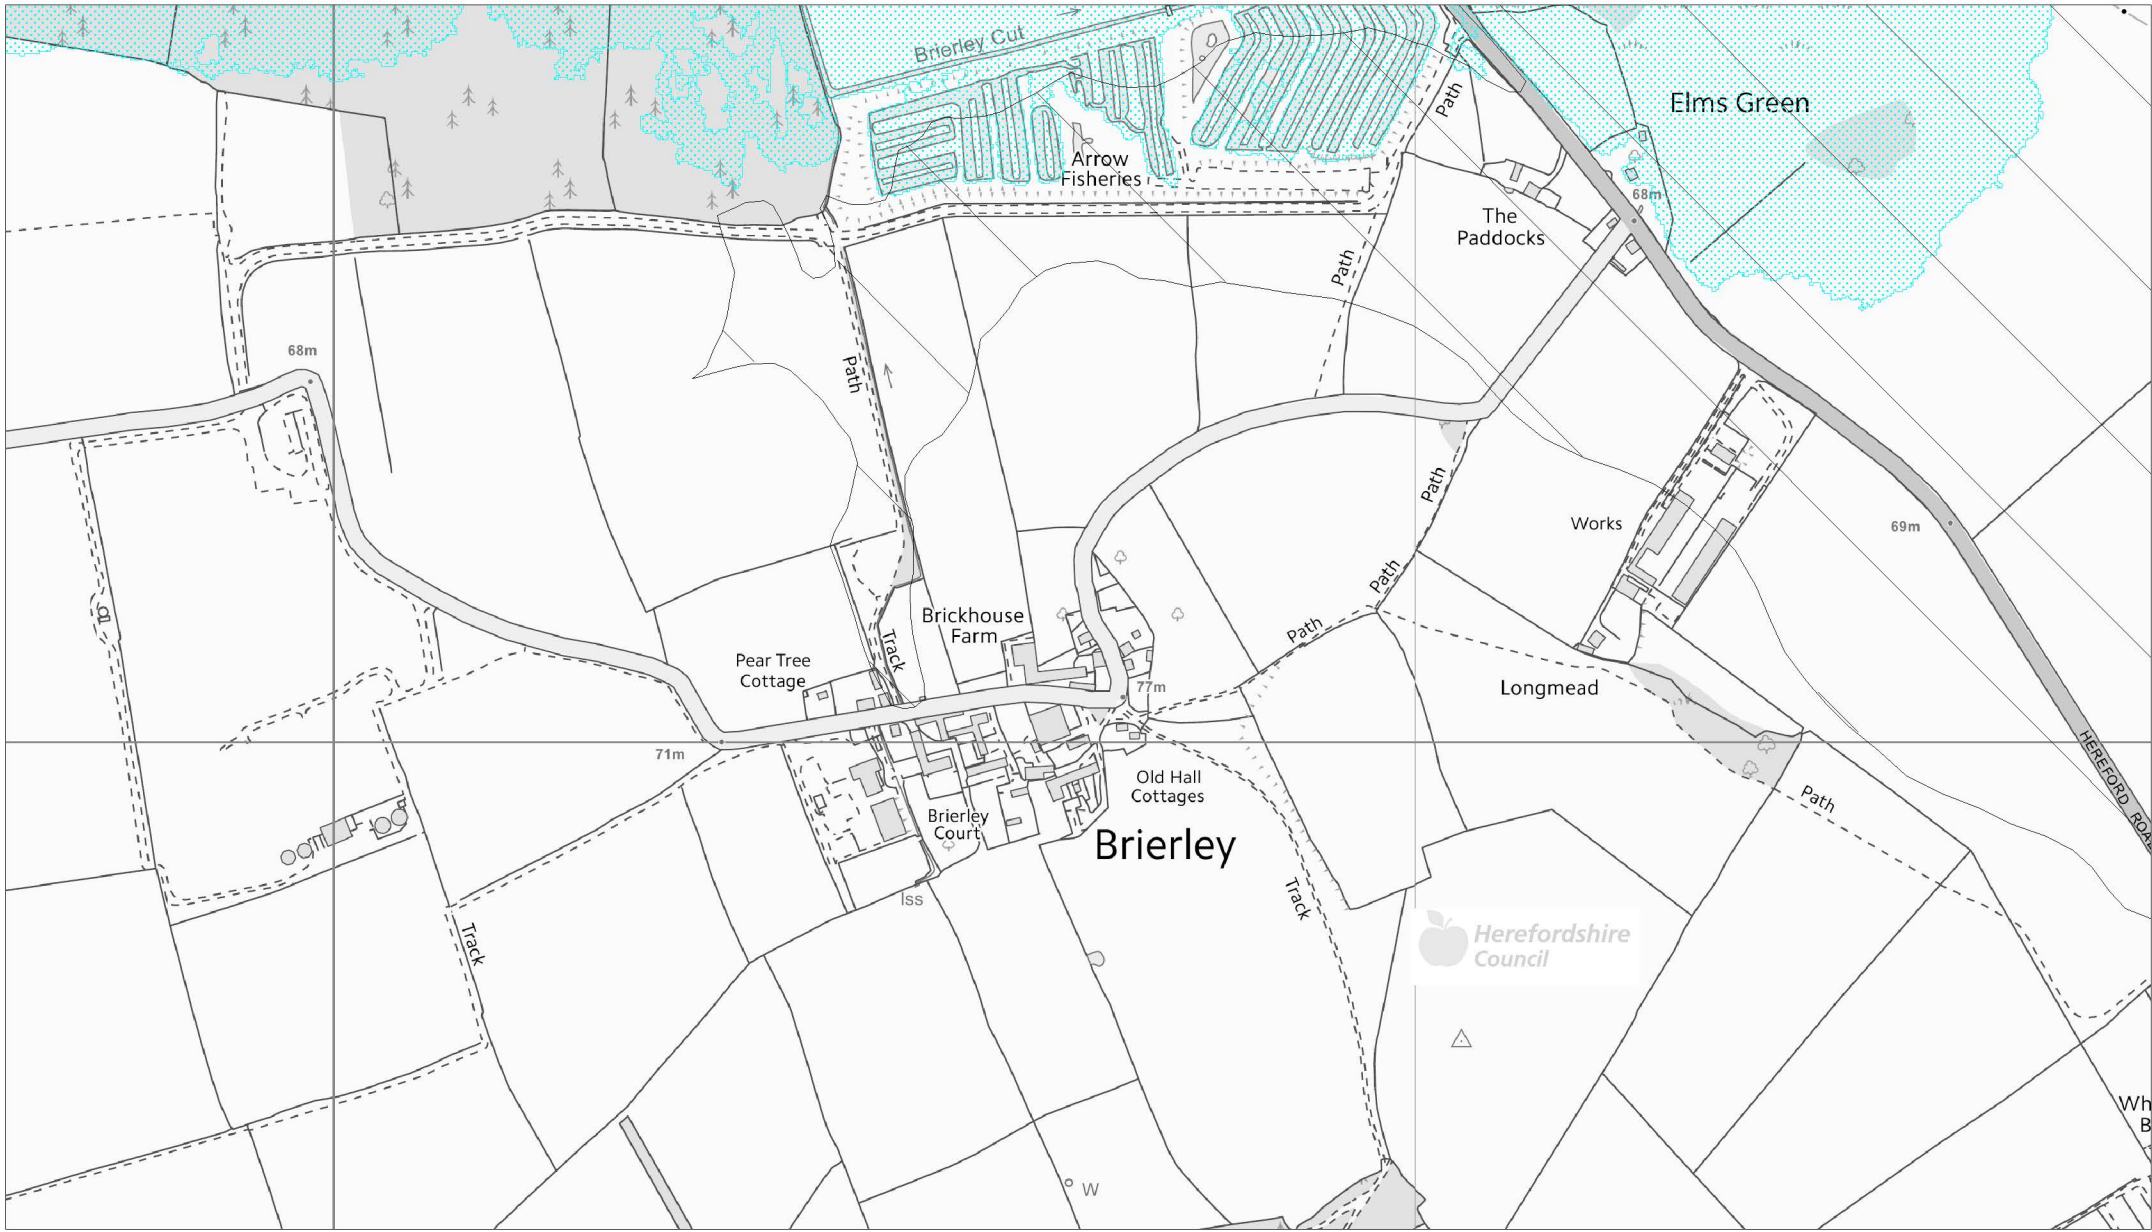 Brierley Cut
Elms Green
Path
Arrow
Fisheries
68m
The
Paddocks
Path
68m
Path
Path
Works
69m
Path
Brickhouse
Farm
Path
Track
Pear Tree
Cottage
77m
Longmead
71m
HEREFORD ROAD
Old Hall
Cottages
Path
Brierley
Court
Brierley
Iss
Track
Track
Herefordshire
Council
Wh
B
W